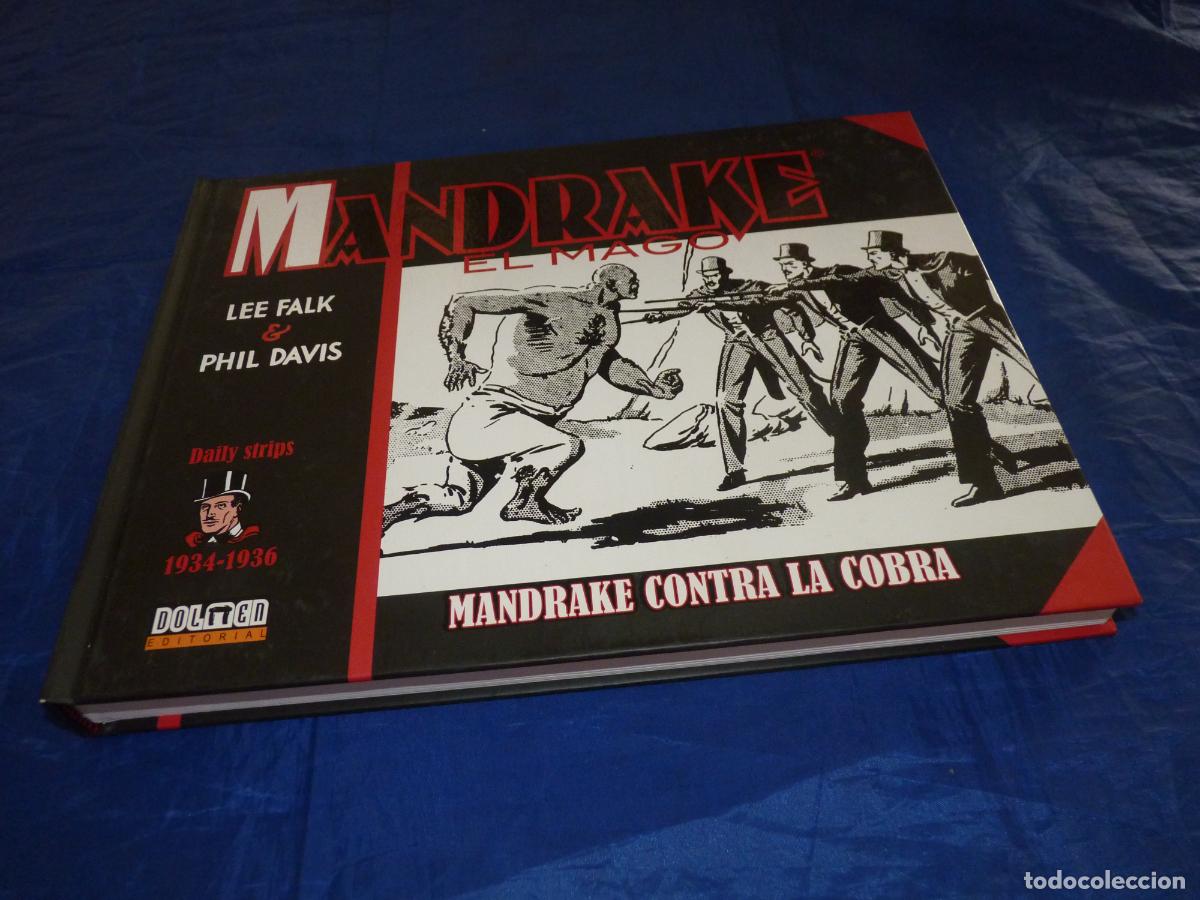 MANDRAKE®
EL MAGO
LEE FALK
&
PHIL DAVIS
Daily strips
1934-1936
DOLMEN
EDITORIAL
MANDRAKE CONTRA LA COBRA
todocoleccion